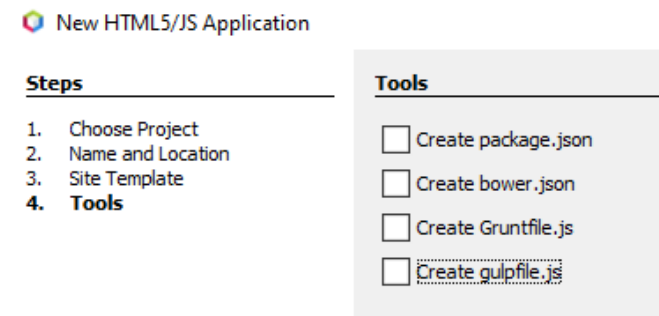 New HTML5/JS Application
Steps
1. Choose Project
2. Name and Location
3. Site Template
4. Tools
Tools
Create package.json
Create bower.json
Create Gruntfile.js
Create gulpfile.js